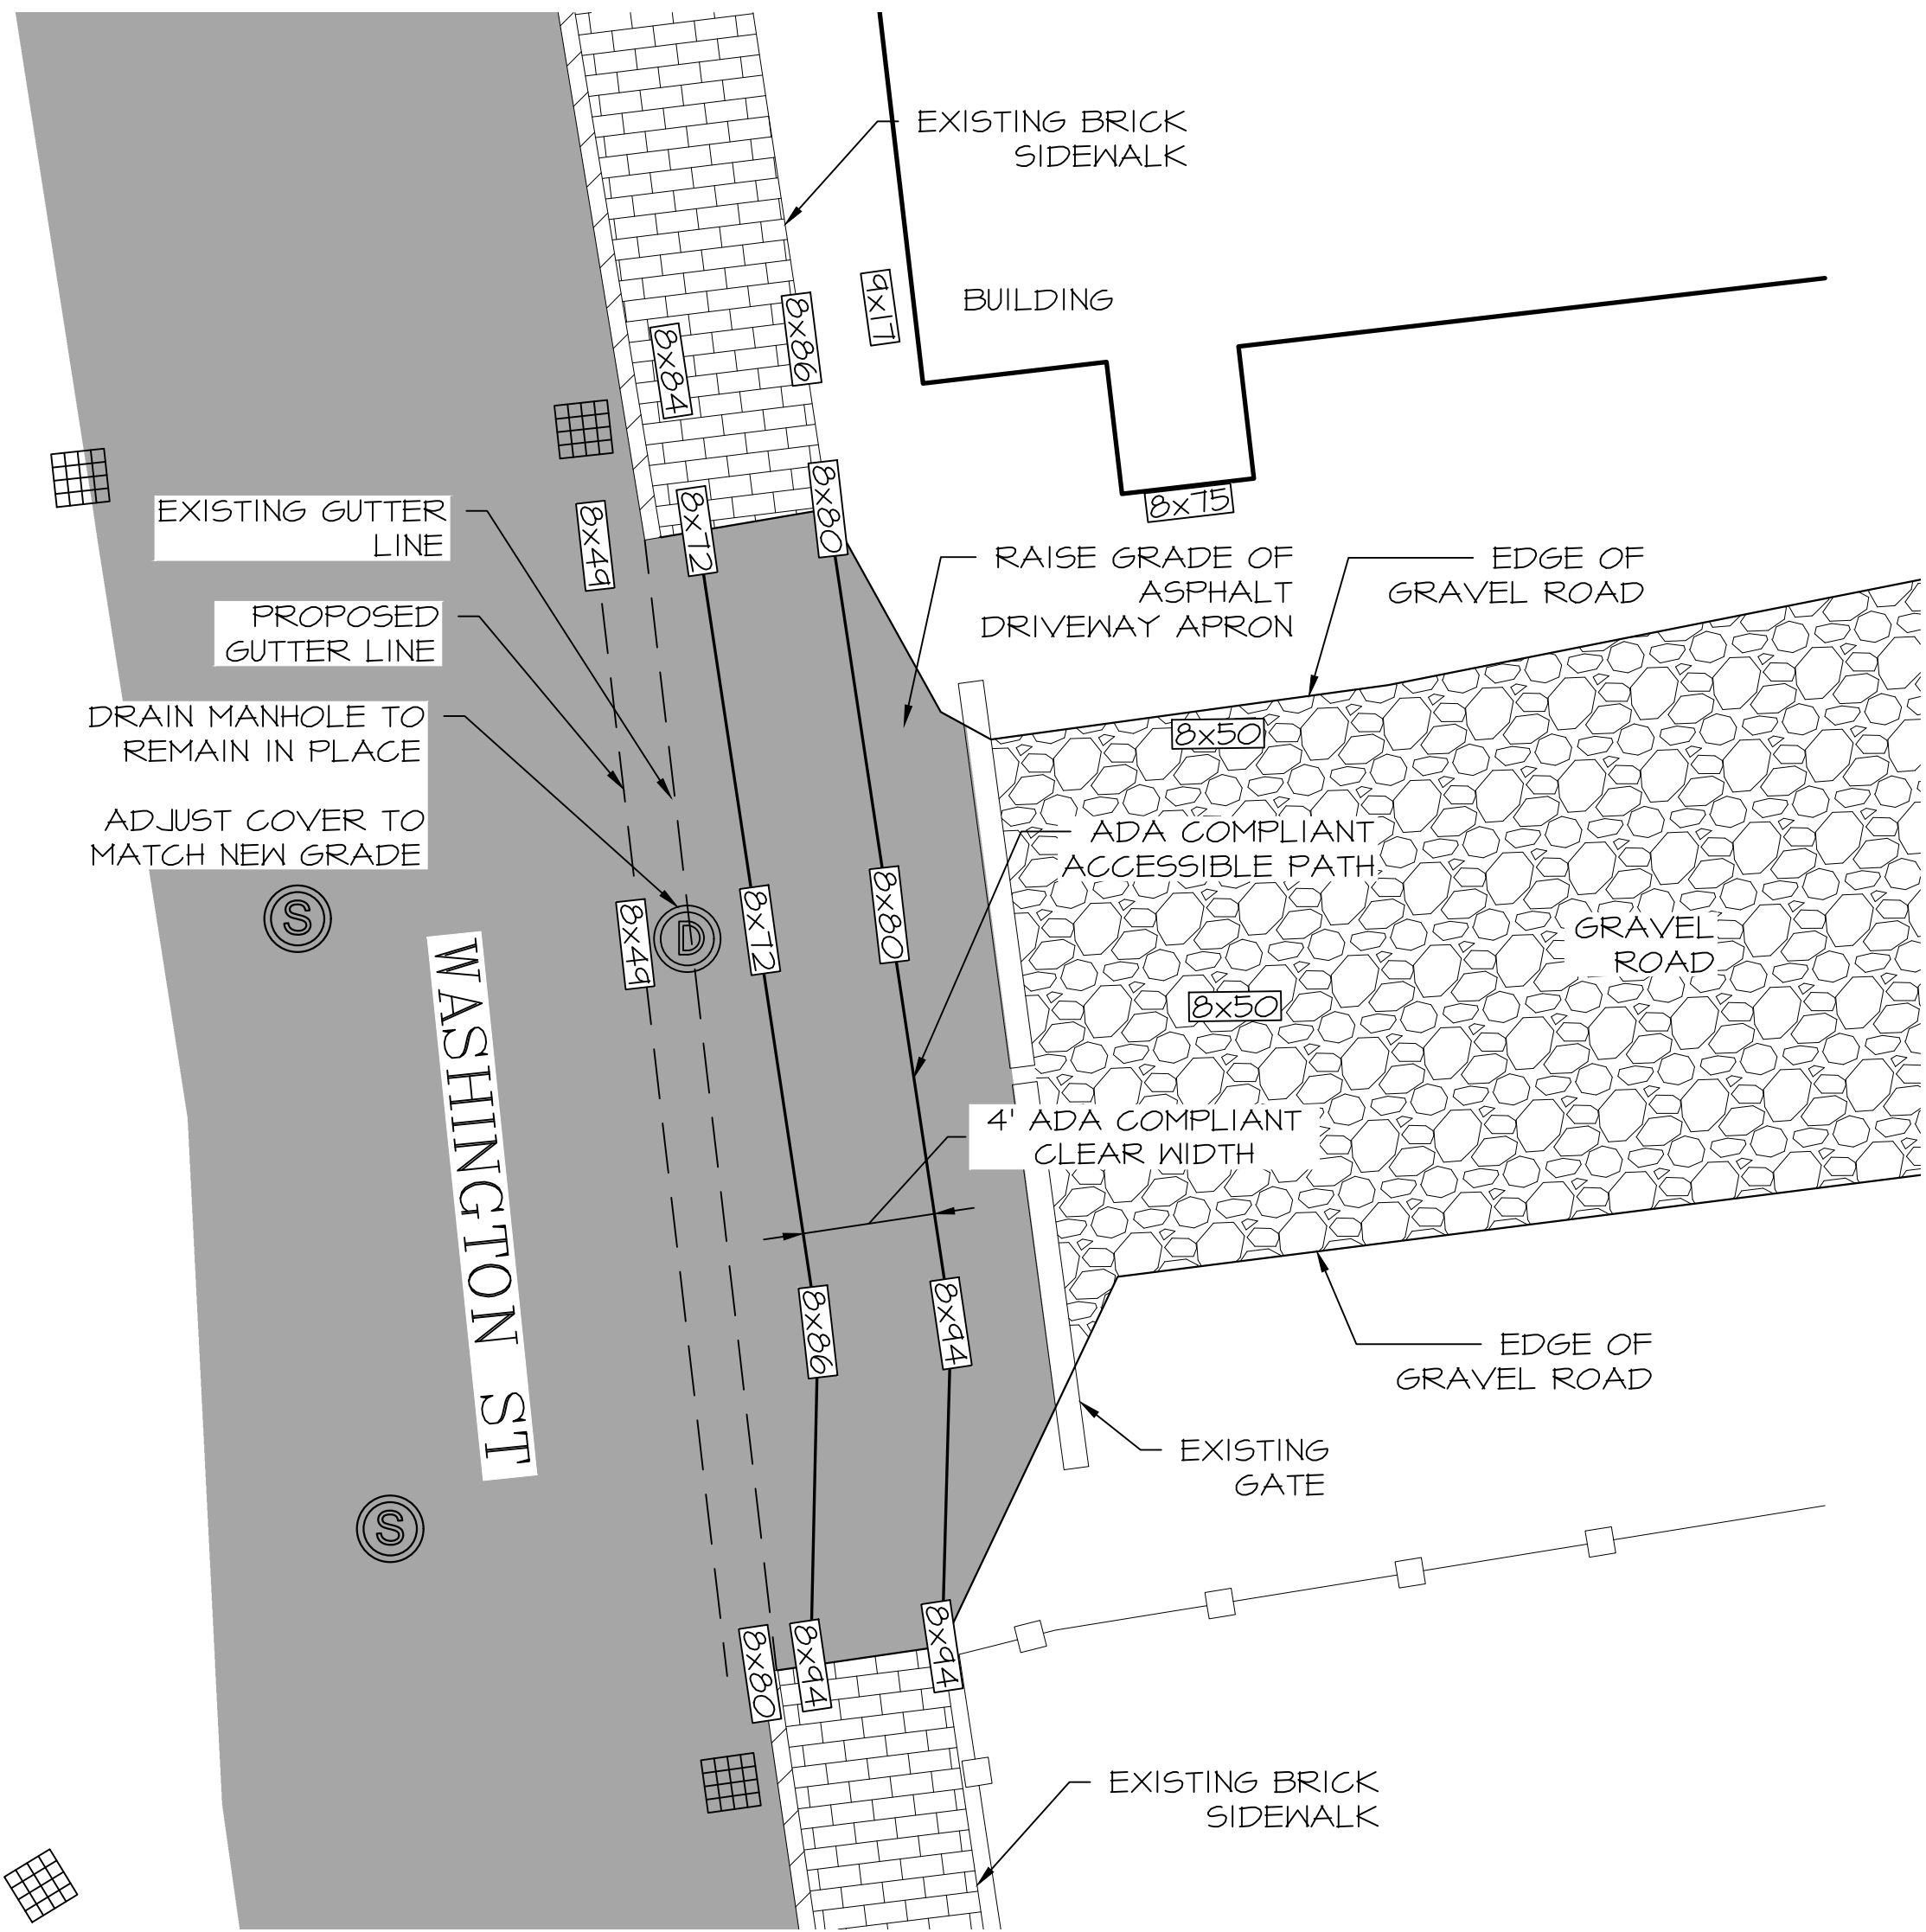 EXISTING BRICK
SIDEWALK
9x17
BUILDING
8x86
8x84
8x75
EXISTING GUTTER
LINE
8x49
8x72
8x80
RAISE GRADE OF
ASPHALT
DRIVEWAY APRON
EDGE OF
GRAVEL ROAD
PROPOSED
GUTTER LINE
DRAIN MANHOLE TO
REMAIN IN PLACE
ADJUST COVER TO
MATCH NEW GRADE
8x50
ADA COMPLIANT
ACCESSIBLE PATH
S
8x49
D
8x72
8x80
GRAVEL
ROAD
8x50
WASHINGTON ST
4' ADA COMPLIANT
CLEAR WIDTH
8x86
8x94
EDGE OF
GRAVEL ROAD
EXISTING
GATE
S
8x80
8x94
8x94
EXISTING BRICK
SIDEWALK